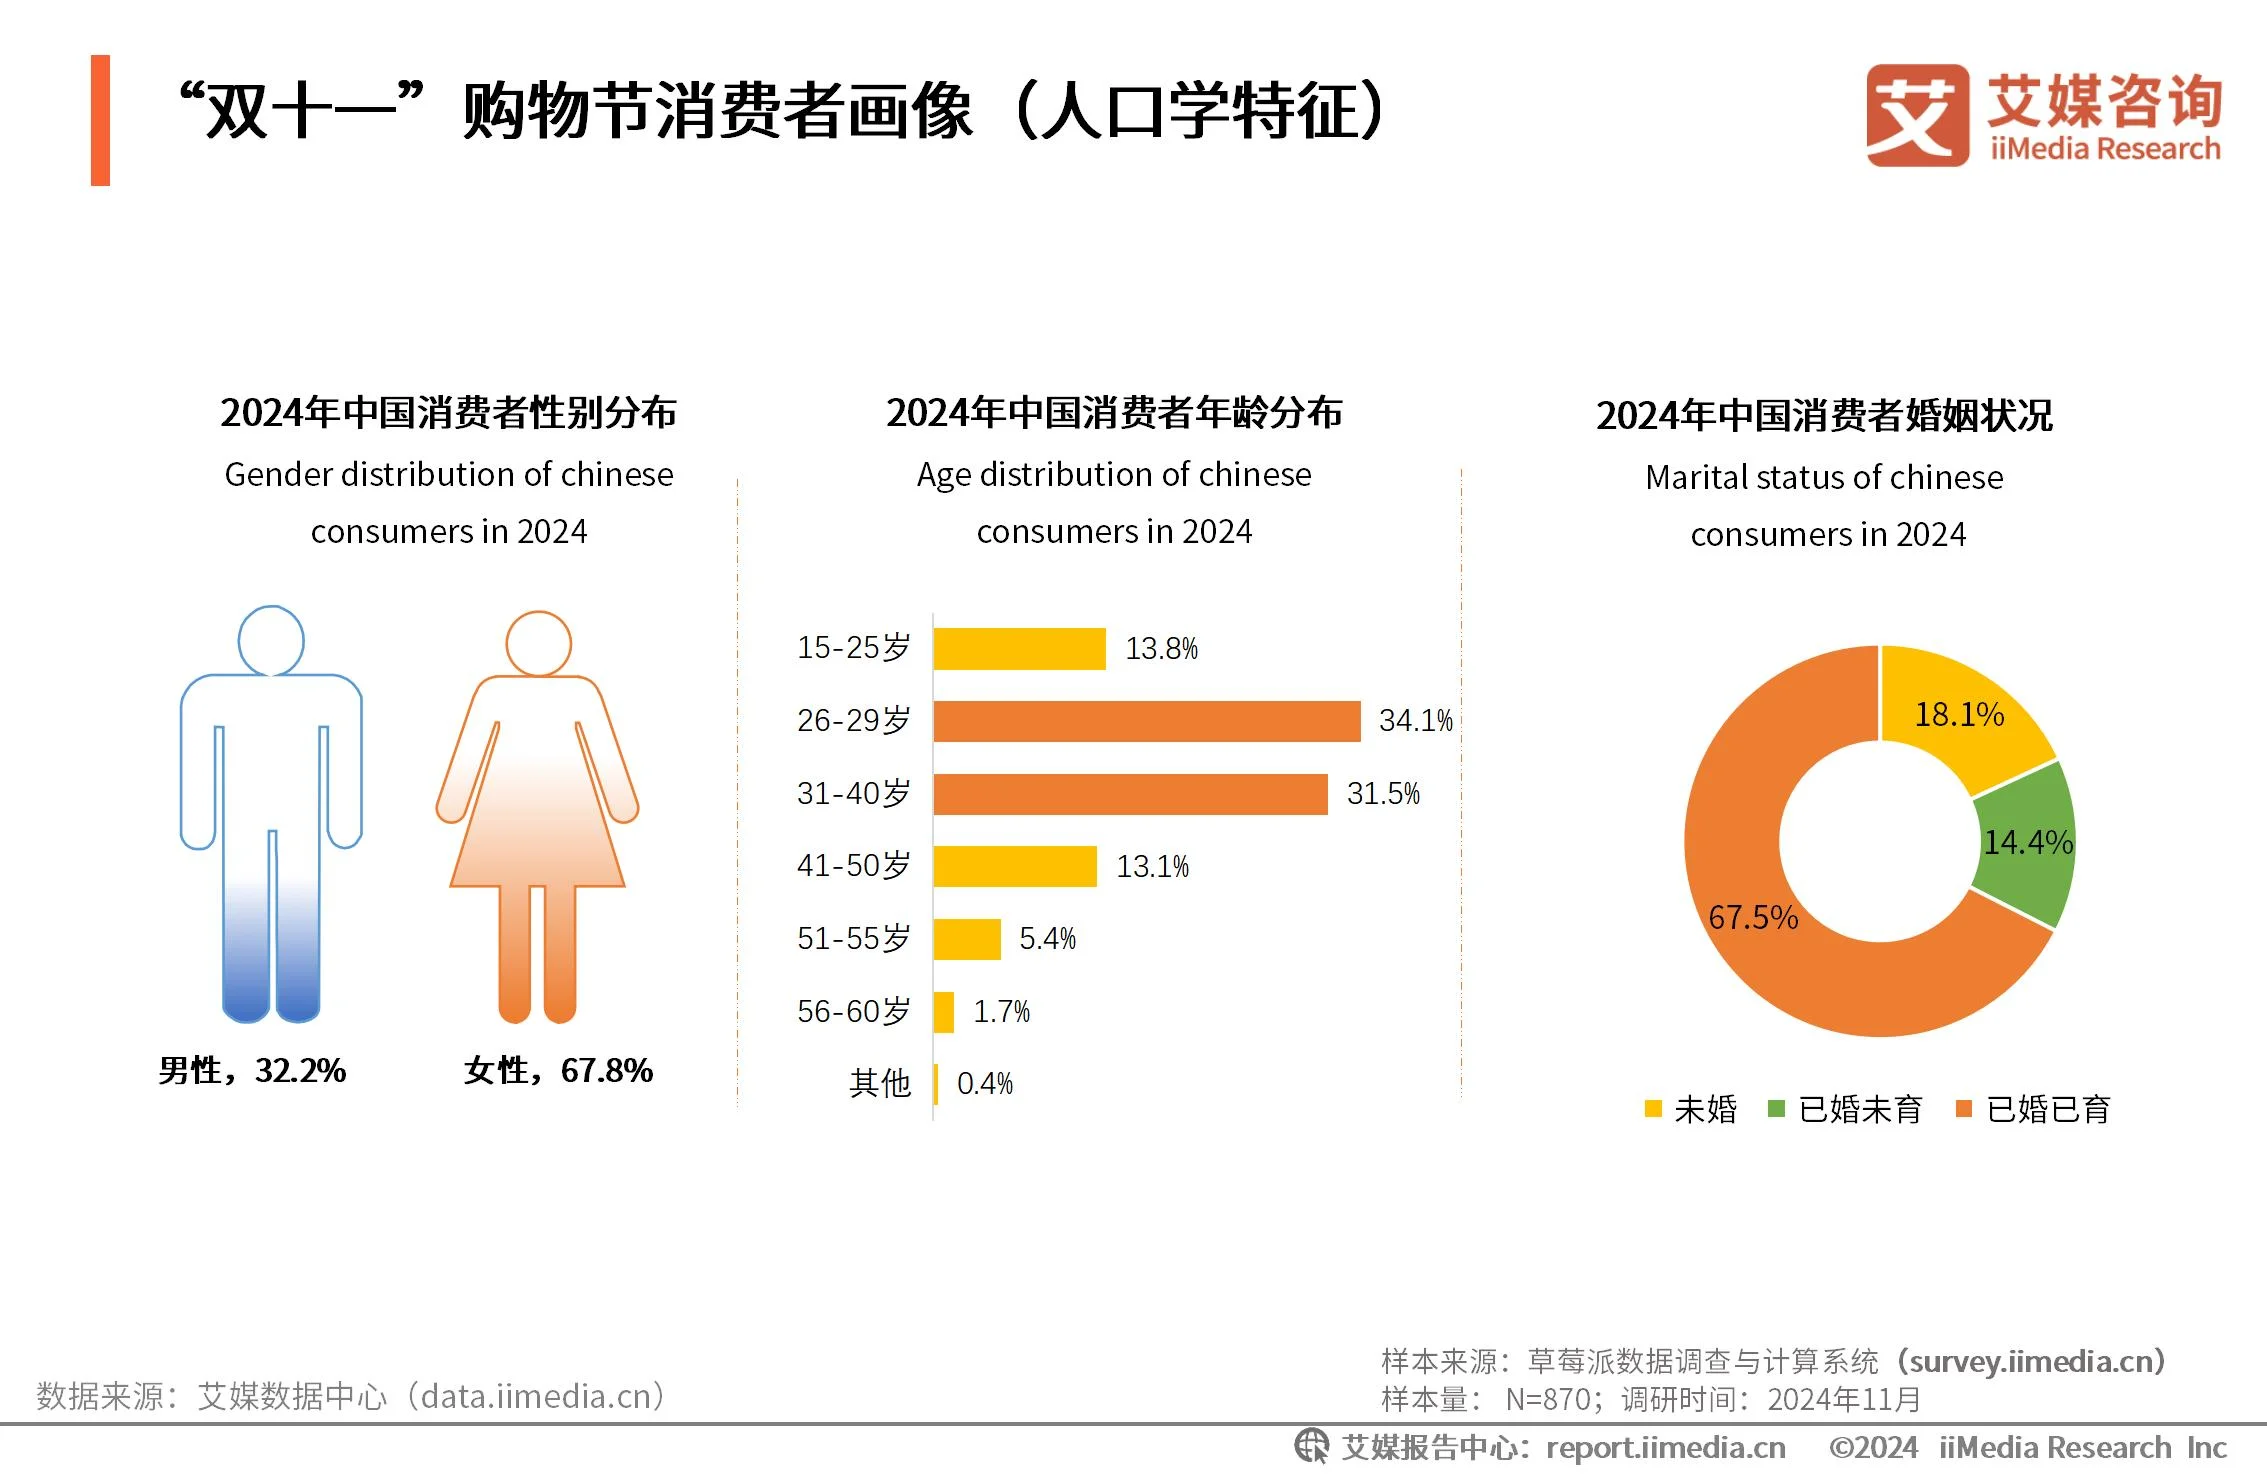 “双十一”购物节消费者画像（人口学特征）
艾 艾媒咨询
iiMedia Research
2024年中国消费者性别分布
Gender distribution of chinese
consumers in 2024
男性，32.2%
女性，67.8%
2024年中国消费者年龄分布
Age distribution of chinese
consumers in 2024
15-25岁 13.8%
26-29岁 34.1%
31-40岁 31.5%
41-50岁 13.1%
51-55岁 5.4%
56-60岁 1.7%
其他 0.4%
2024年中国消费者婚姻状况
Marital status of chinese
consumers in 2024
18.1%
14.4%
67.5%
未婚 已婚未育 已婚已育
数据来源：艾媒数据中心（data.iimedia.cn）
样本来源：草莓派数据调查与计算系统（survey.iimedia.cn）
样本量： N=870；调研时间：2024年11月
艾媒报告中心：report.iimedia.cn ©2024 iiMedia Research Inc